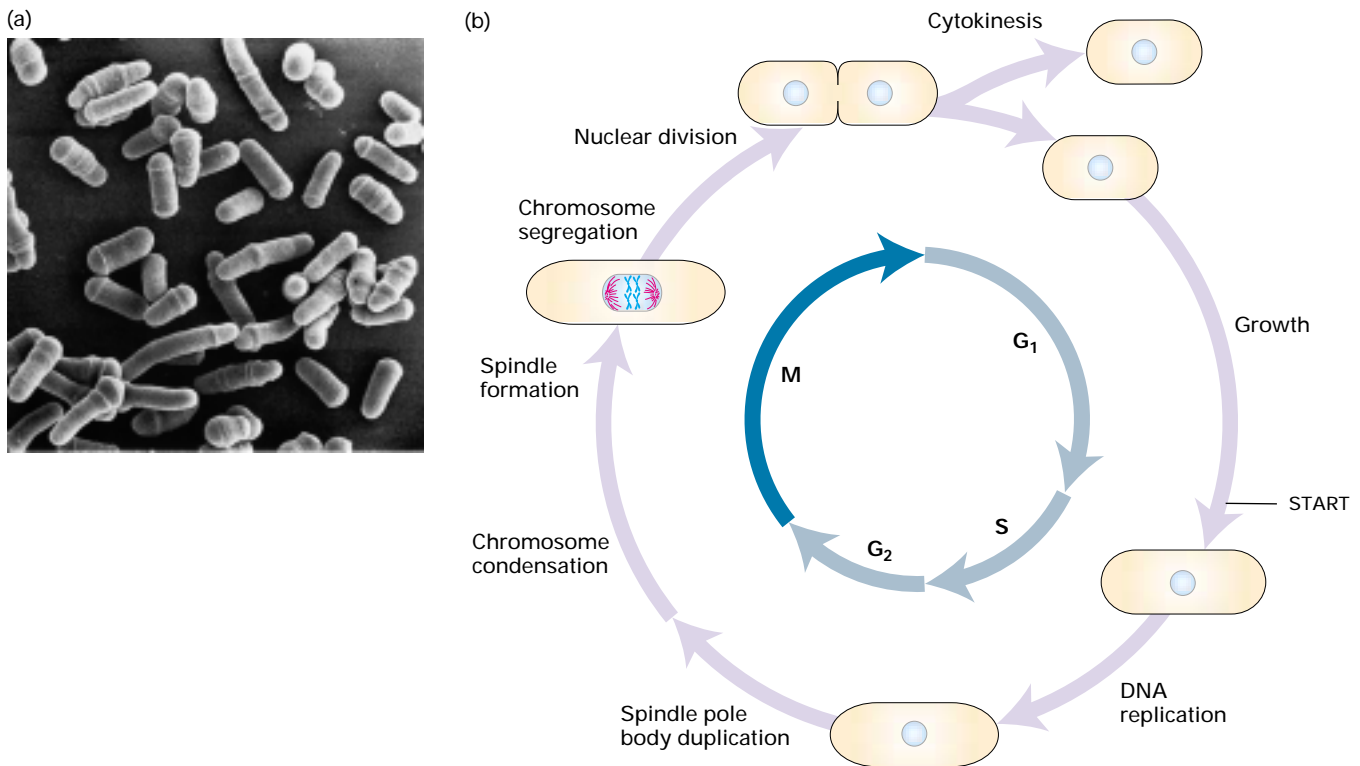 (a)
(b)
Cytokinesis
Nuclear division
Chromosome
segregation
Spindle
formation
Chromosome
condensation
Spindle pole
body duplication
DNA
replication
START
Growth
M
G₁
S
G₂